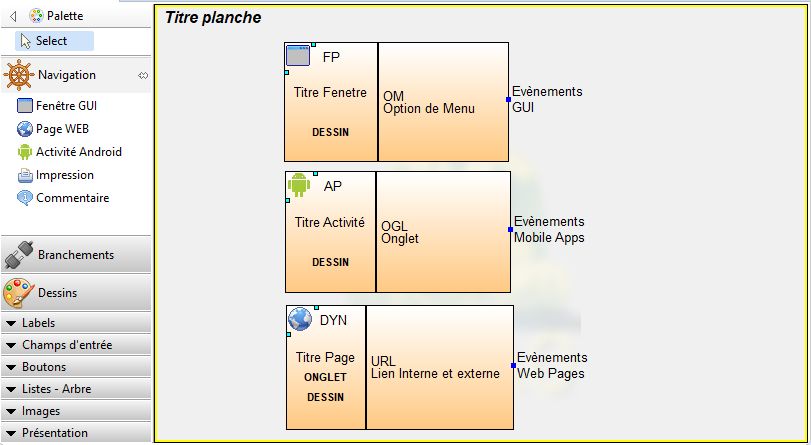 Palette
Select
Navigation
Fenêtre GUI
Page WEB
Activité Android
Impression
Commentaire
Branchements
Dessins
Labels
Champs d'entrée
Boutons
Listes - Arbre
Images
Présentation
Titre planche
FP
Titre Fenetre
DESSIN
OM
Option de Menu
Evènements
GUI
AP
Titre Activité
DESSIN
OGL
Onglet
Evènements
Mobile Apps
DYN
Titre Page
ONGLET
DESSIN
URL
Lien Interne et externe
Evènements
Web Pages